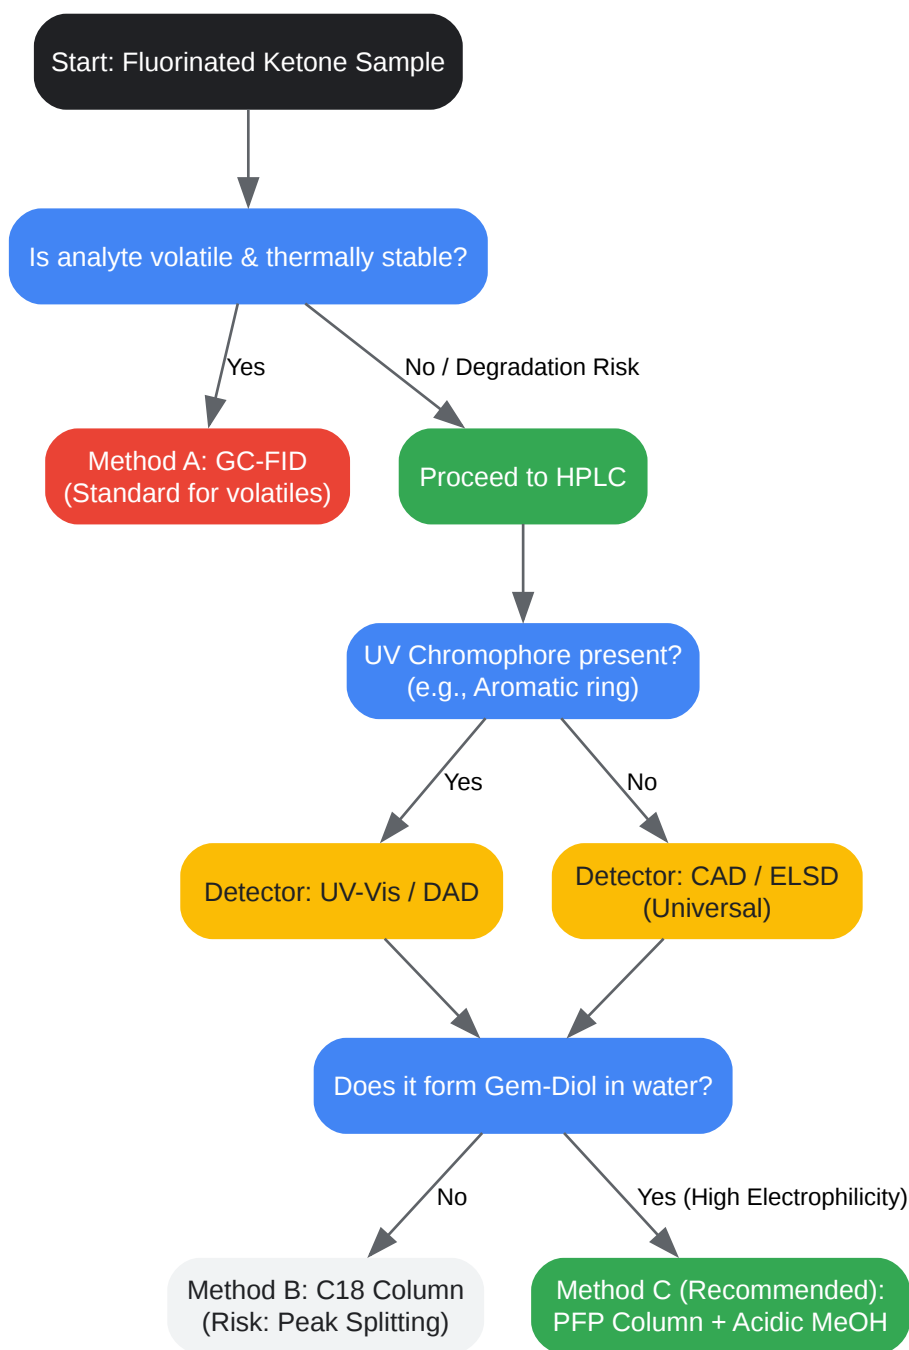 Start: Fluorinated Ketone Sample
Is analyte volatile & thermally stable?
Yes
No / Degradation Risk
Method A: GC-FID
(Standard for volatiles)
Proceed to HPLC
UV Chromophore present?
(e.g., Aromatic ring)
Yes
No
Detector: UV-Vis / DAD
Detector: CAD / ELSD
(Universal)
Does it form Gem-Diol in water?
No
Yes (High Electrophilicity)
Method B: C18 Column
(Risk: Peak Splitting)
Method C (Recommended):
PFP Column + Acidic MeOH